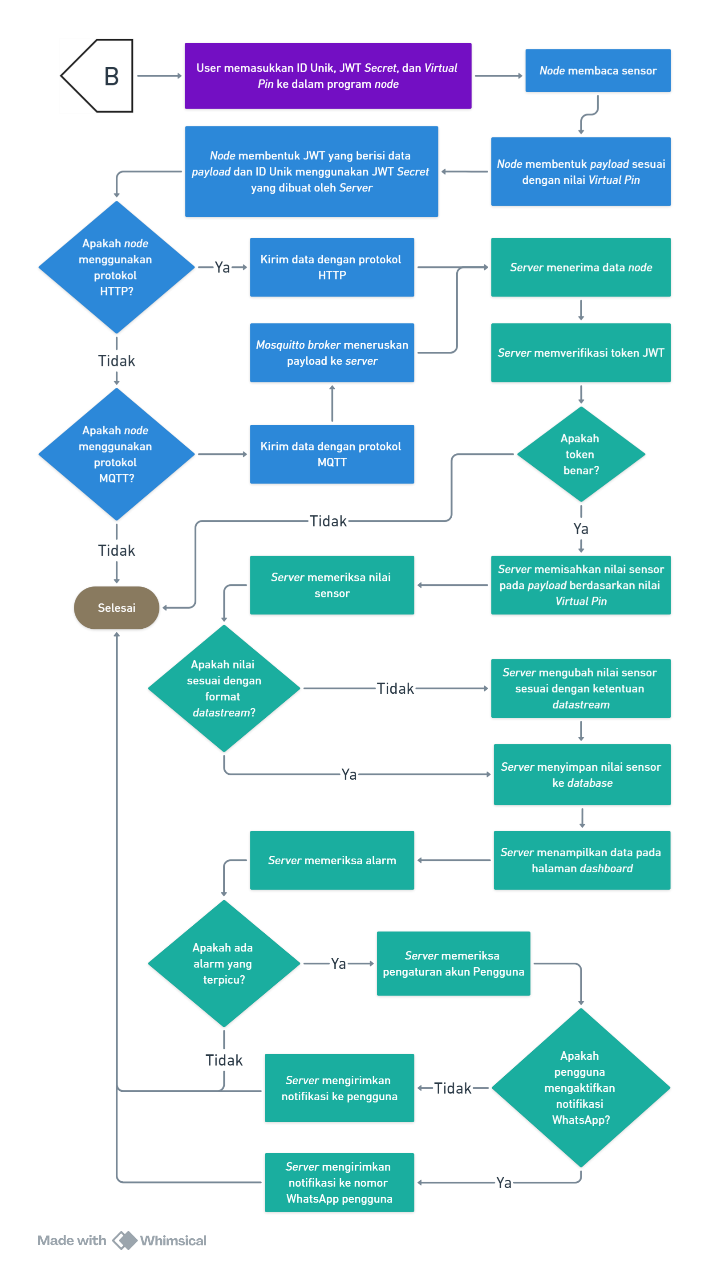 B
User memasukkan ID Unik, JWT Secret, dan Virtual
Pin ke dalam program node
Node membaca sensor
Node membentuk payload sesuai
dengan nilai Virtual Pin
Node membentuk JWT yang berisi data
payload dan ID Unik menggunakan JWT Secret
yang dibuat oleh Server
Apakah node
menggunakan
protokol
HTTP?
Ya
Kirim data dengan protokol
HTTP
Server menerima data node
Mosquitto broker meneruskan
payload ke server
Server memverifikasi token JWT
Tidak
Apakah node
menggunakan
protokol
MQTT?
Kirim data dengan protokol
MQTT
Apakah
token
benar?
Tidak
Ya
Tidak
Selesai
Server memeriksa nilai
sensor
Server memisahkan nilai sensor
pada payload berdasarkan nilai
Virtual Pin
Apakah nilai
sesuai dengan
format
datastream?
Tidak
Server mengubah nilai sensor
sesuai dengan ketentuan
datastream
Ya
Server menyimpan nilai sensor
ke database
Server menampilkan data pada
halaman dashboard
Server memeriksa alarm
Apakah ada
alarm yang
terpicu?
Ya
Server memeriksa
pengaturan akun Pengguna
Tidak
Apakah
pengguna
mengaktifkan
notifikasi
WhatsApp?
Tidak
Server mengirimkan
notifikasi ke pengguna
Ya
Server mengirimkan
notifikasi ke nomor
WhatsApp pengguna
Made with Whimsical